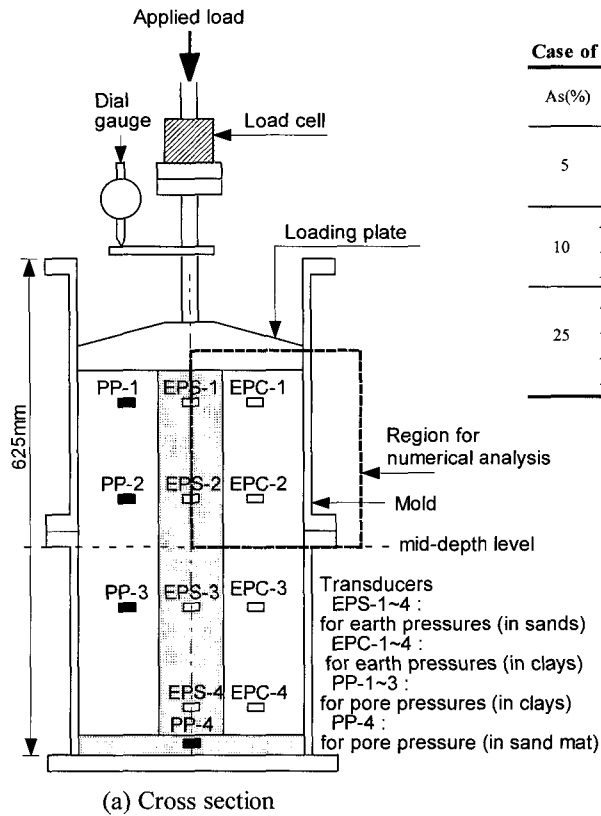 Applied load
Case of
Dial
gauge
Load cell
As(%)
5
Loading plate
10
25
PP-1 EPS-1 EPC-1
625mm
Region for
numerical analysis
PP-2 EPS-2 EPC-2
Mold
mid-depth level
PP-3 EPS-3 EPC-3
Transducers
EPS-1~4 :
for earth pressures (in sands)
EPC-1~4 :
for earth pressures (in clays)
PP-1~3 :
for pore pressures (in clays)
PP-4 :
for pore pressure (in sand mat)
EPS-4 EPC-4
PP-4
(a) Cross section